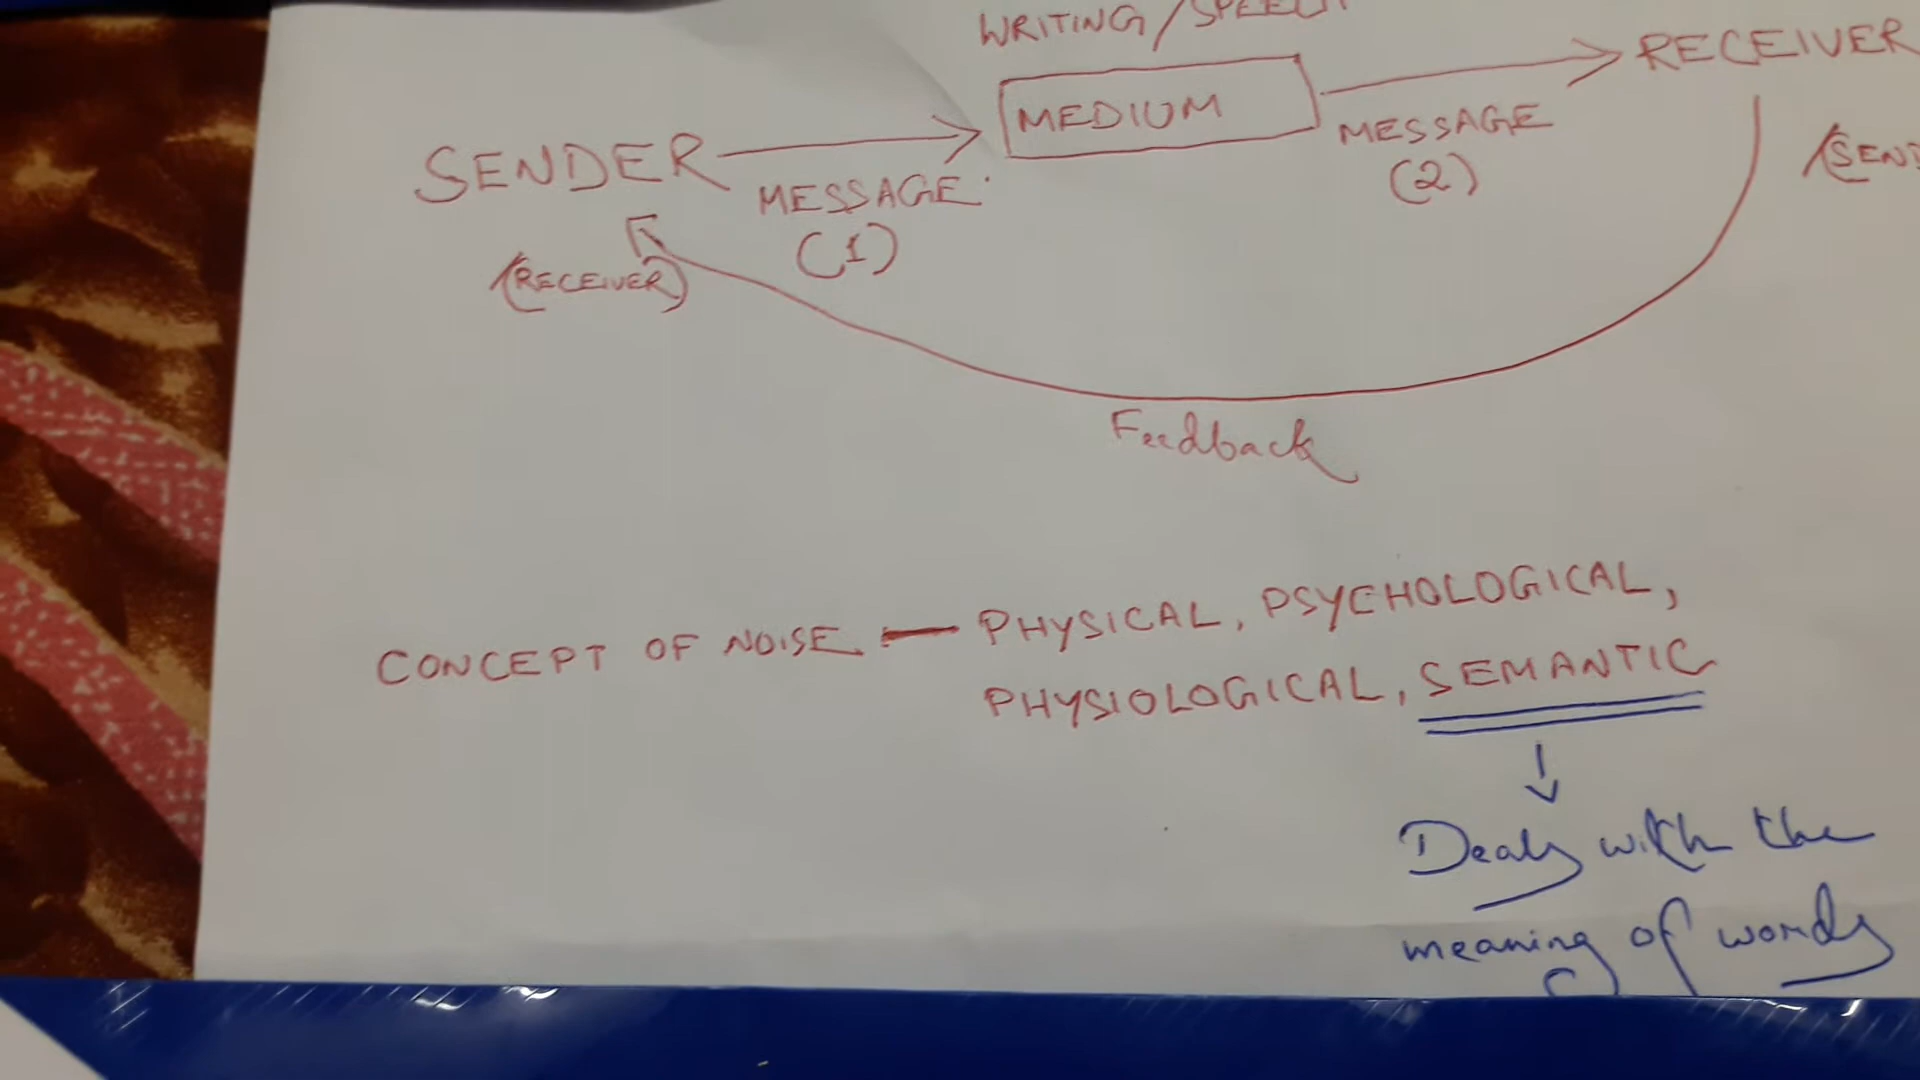 WRITING/SPEECH
SENDER
MESSAGE
(1)
MEDIUM
MESSAGE
(2)
RECEIVER
(RECEIVER)
Feedback
CONCEPT OF NOISE — PHYSICAL, PSYCHOLOGICAL,
PHYSIOLOGICAL, SEMANTIC
Deals with the
meaning of words